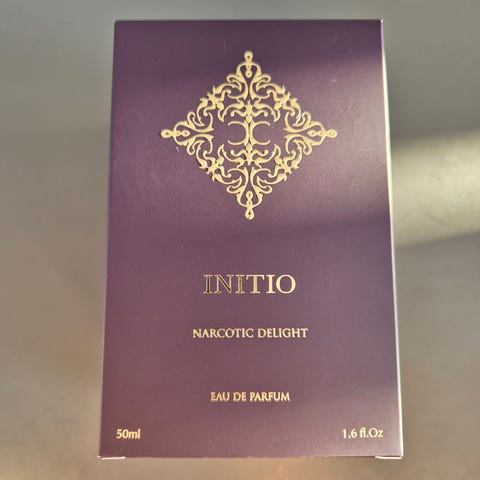 INITIO
NARCOTIC DELIGHT
EAU DE PARFUM
50ml 1.6 fl.Oz